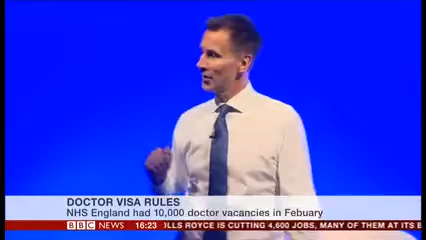 DOCTOR VISA RULES
NHS England had 10,000 doctor vacancies in Febuary
BBC NEWS 16:23 OLLS ROYCE IS CUTTING 4,600 JOBS, MANY OF THEM AT ITS